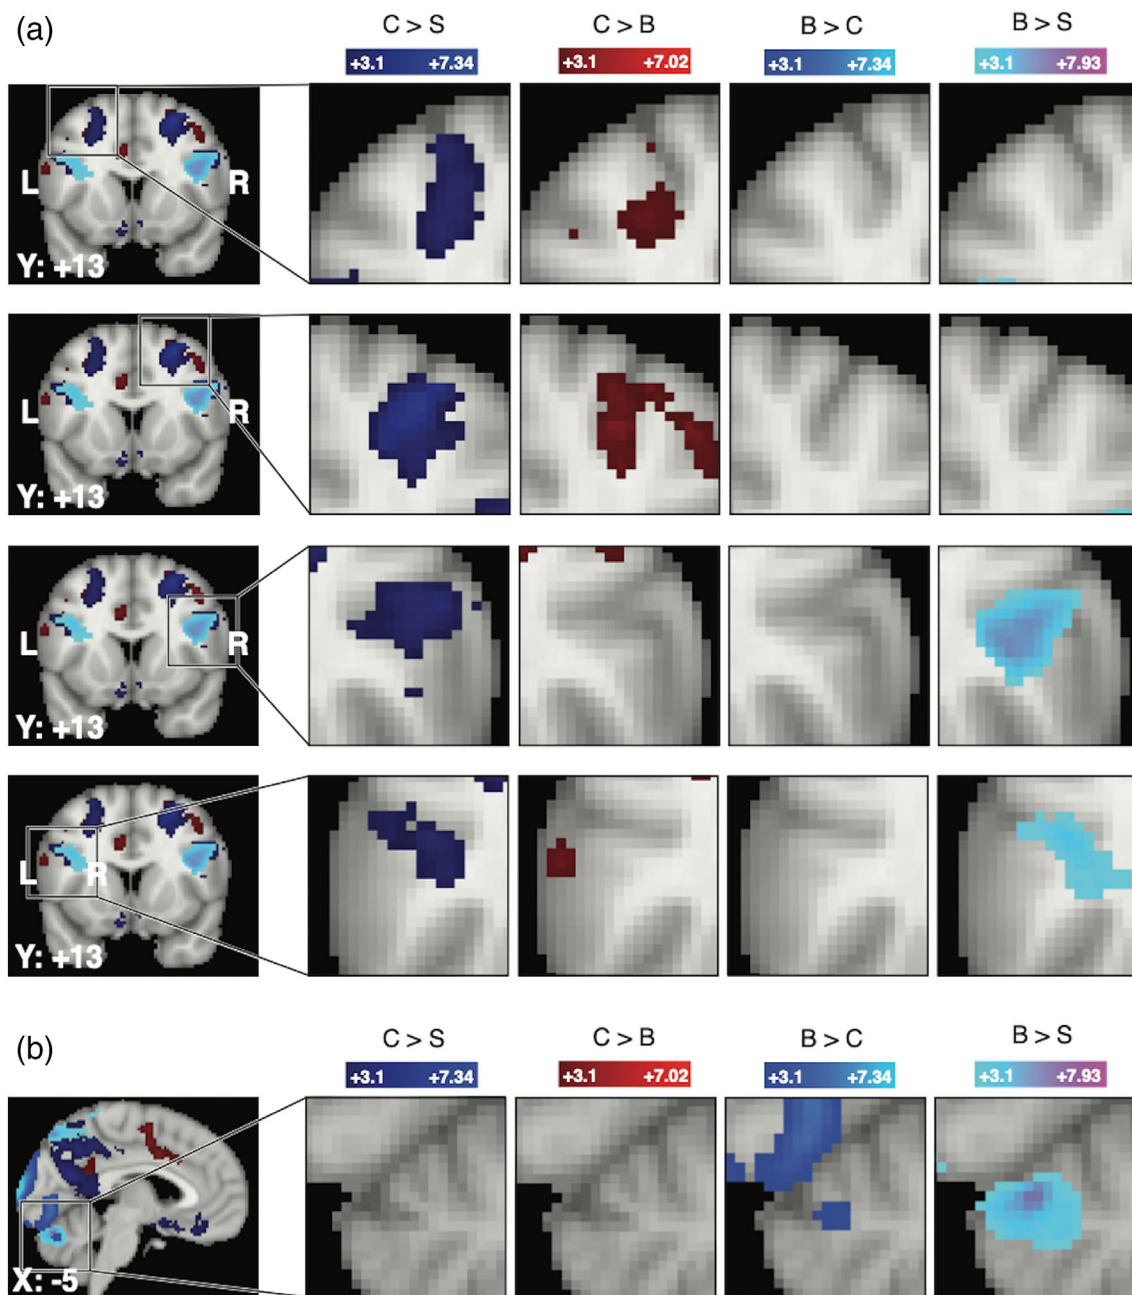 (a)
C > S C > B B > C B > S
+3.1 +7.34 +3.1 +7.02 +3.1 +7.34 +3.1 +7.93
L R
Y: +13
L R
Y: +13
L R
Y: +13
L R
Y: +13
(b)
C > S C > B B > C B > S
+3.1 +7.34 +3.1 +7.02 +3.1 +7.34 +3.1 +7.93
X: -5